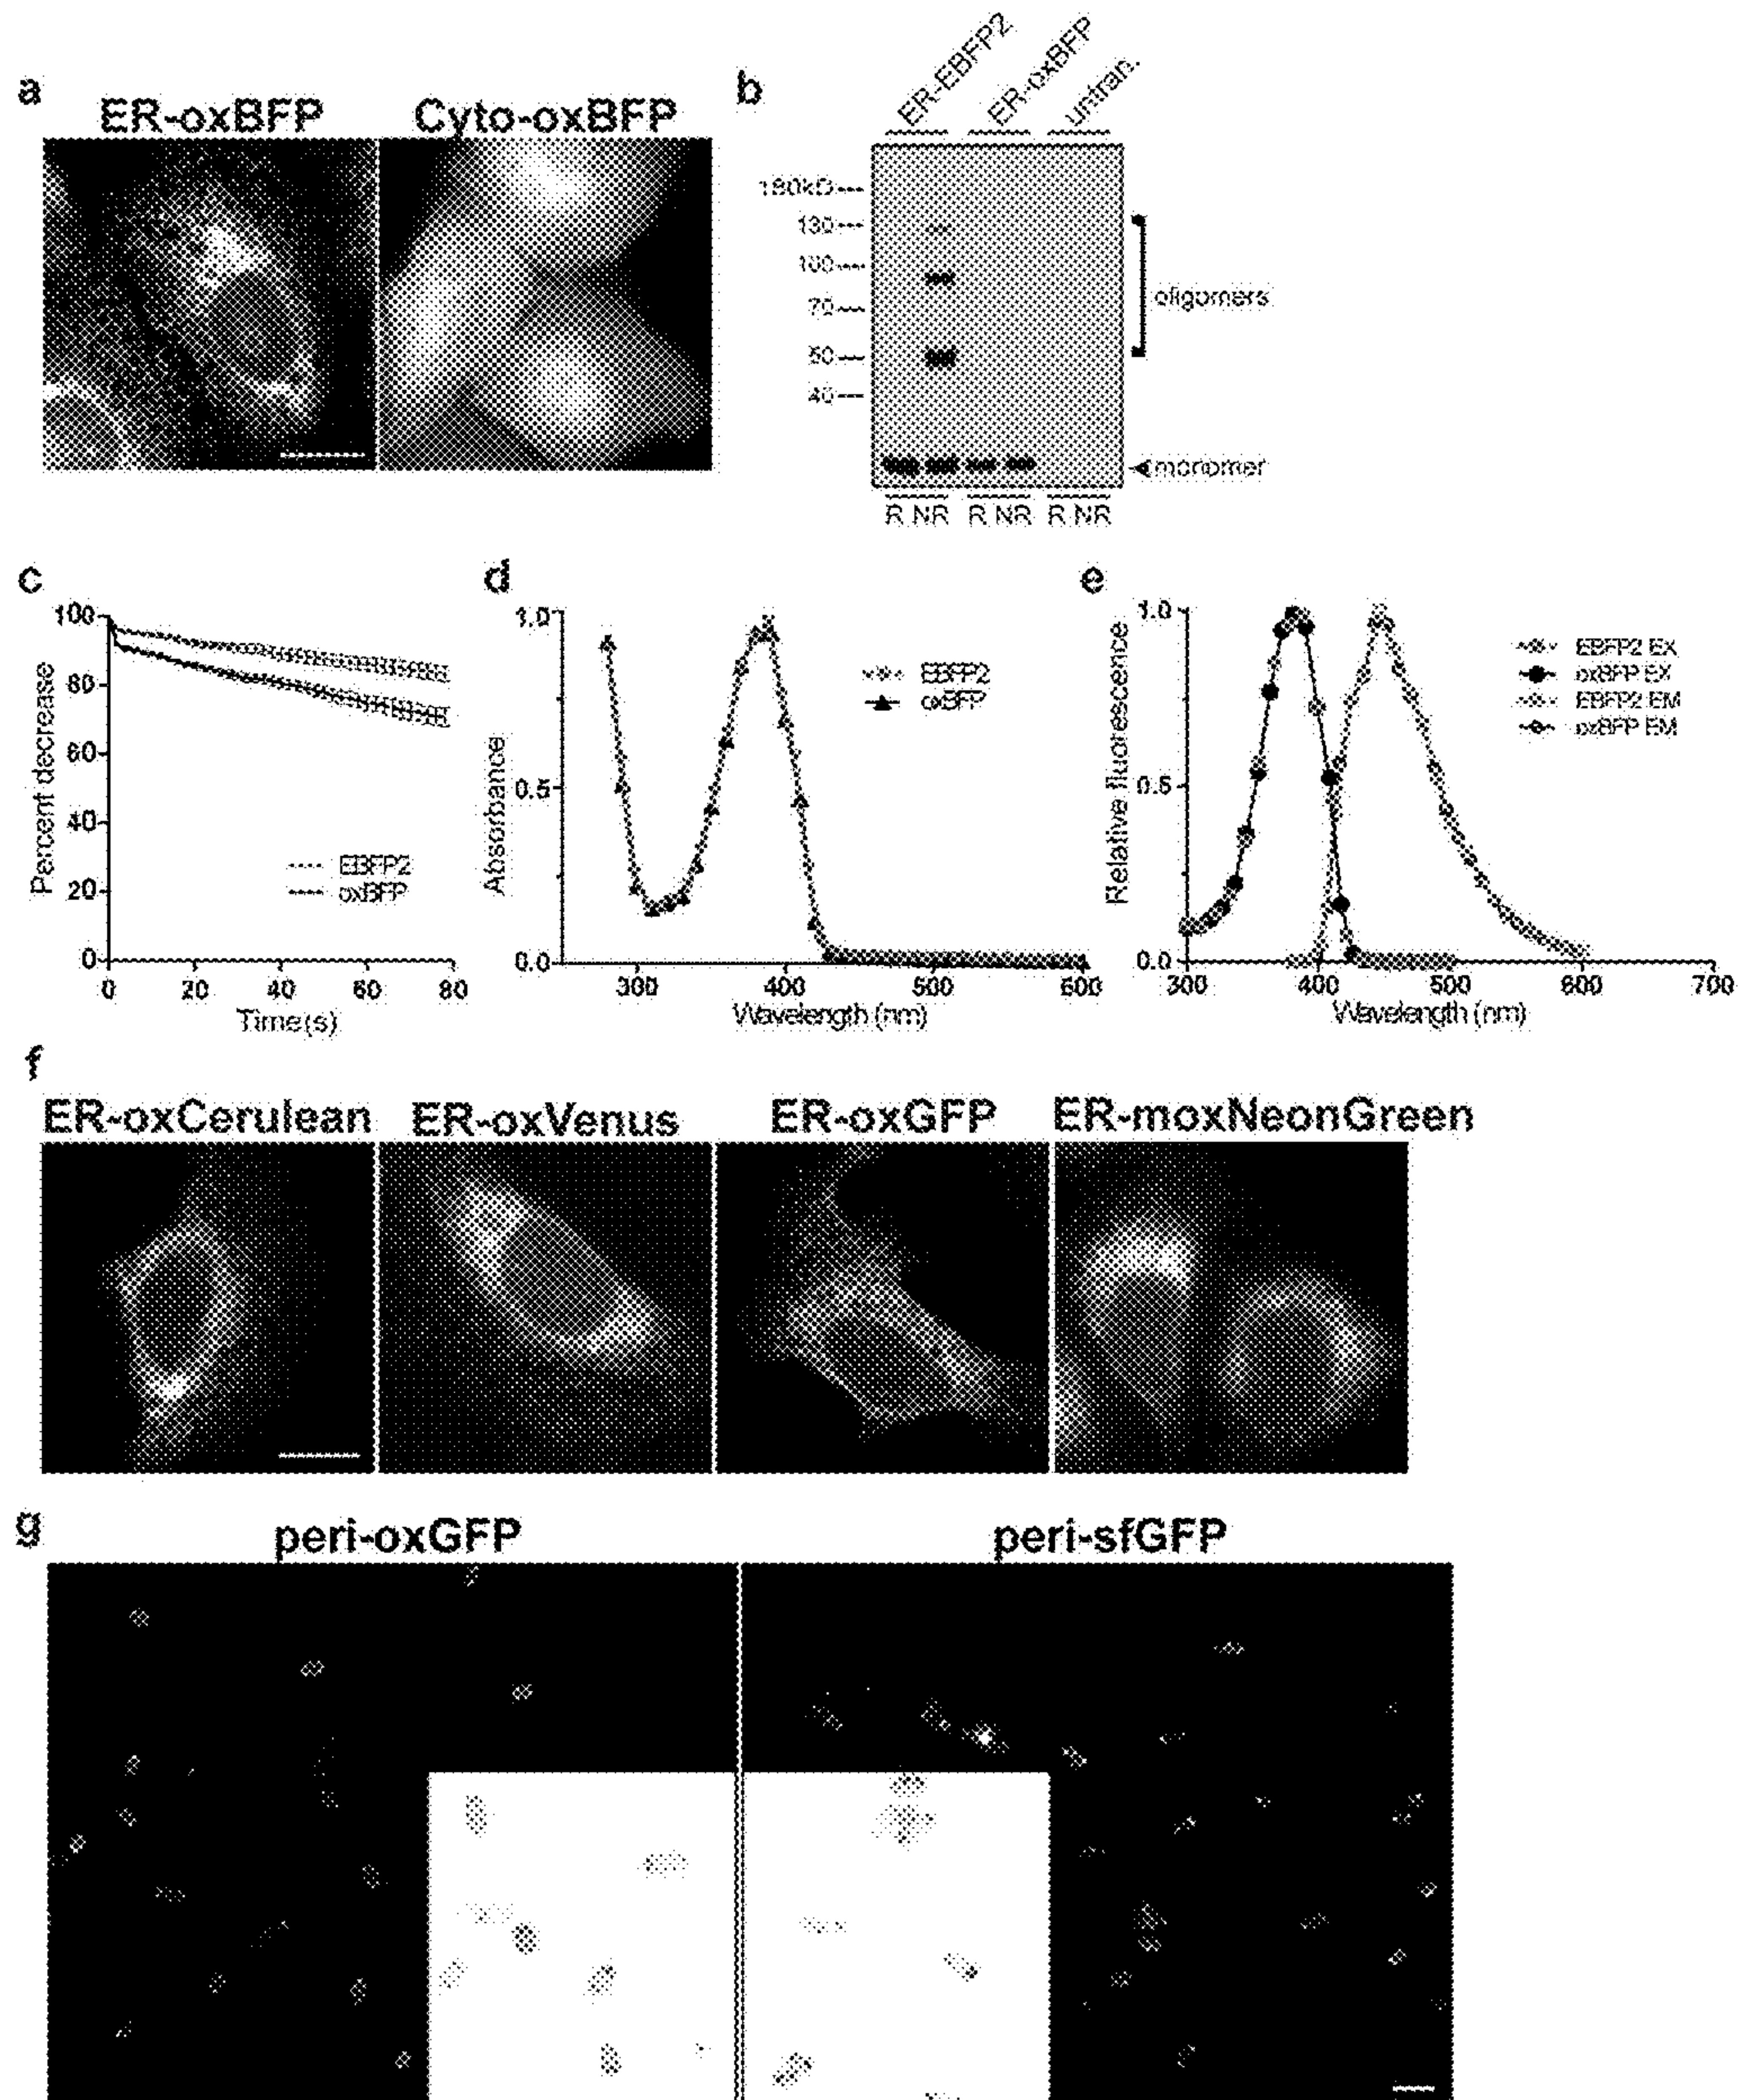 a
ER-oxBFP
Cyto-oxBFP
b
ER-EBFP2
ER-oxBFP
untran.
180kD
130
100
70
50
40
oligomers
monomer
R NR R NR R NR
c
Percent decrease
100
80
60
40
20
0
0 20 40 60 80
Time(s)
EBFP2
oxBFP
d
Absorbance
1.0
0.5
0.0
300 400 500 600
Wavelength (nm)
EBFP2
oxBFP
e
Relative fluorescence
1.0
0.5
0.0
300 400 500 600 700
Wavelength (nm)
EBFP2 EX
oxBFP EX
EBFP2 EM
oxBFP EM
f
ER-oxCerulean
ER-oxVenus
ER-oxGFP
ER-moxNeonGreen
g
peri-oxGFP
peri-sfGFP